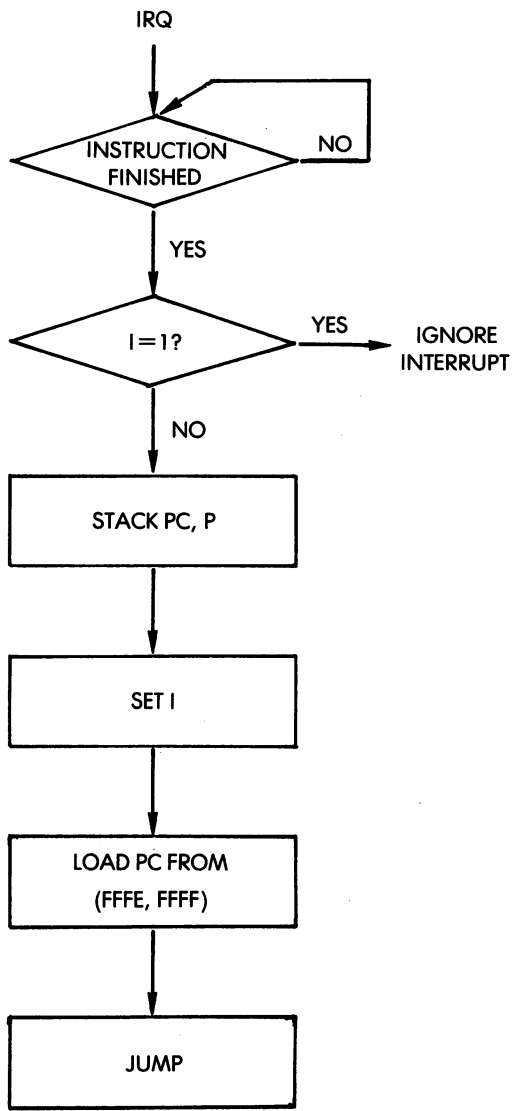 IRQ
INSTRUCTION
FINISHED
NO
YES
I=1?
YES
IGNORE
INTERRUPT
NO
STACK PC, P
SET I
LOAD PC FROM
(FFFE, FFFF)
JUMP